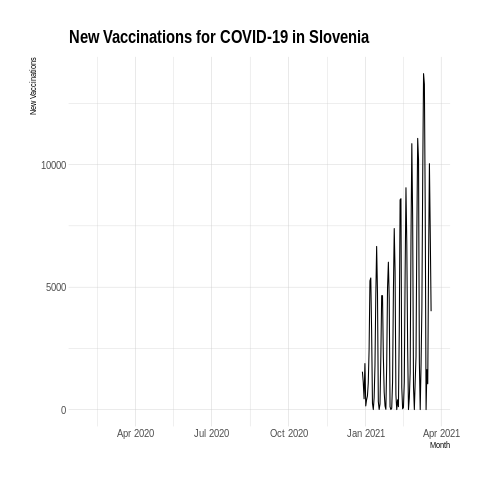 New Vaccinations for COVID-19 in Slovenia
New Vaccinations
10000
5000
0
Apr 2020 Jul 2020 Oct 2020 Jan 2021 Apr 2021
Month